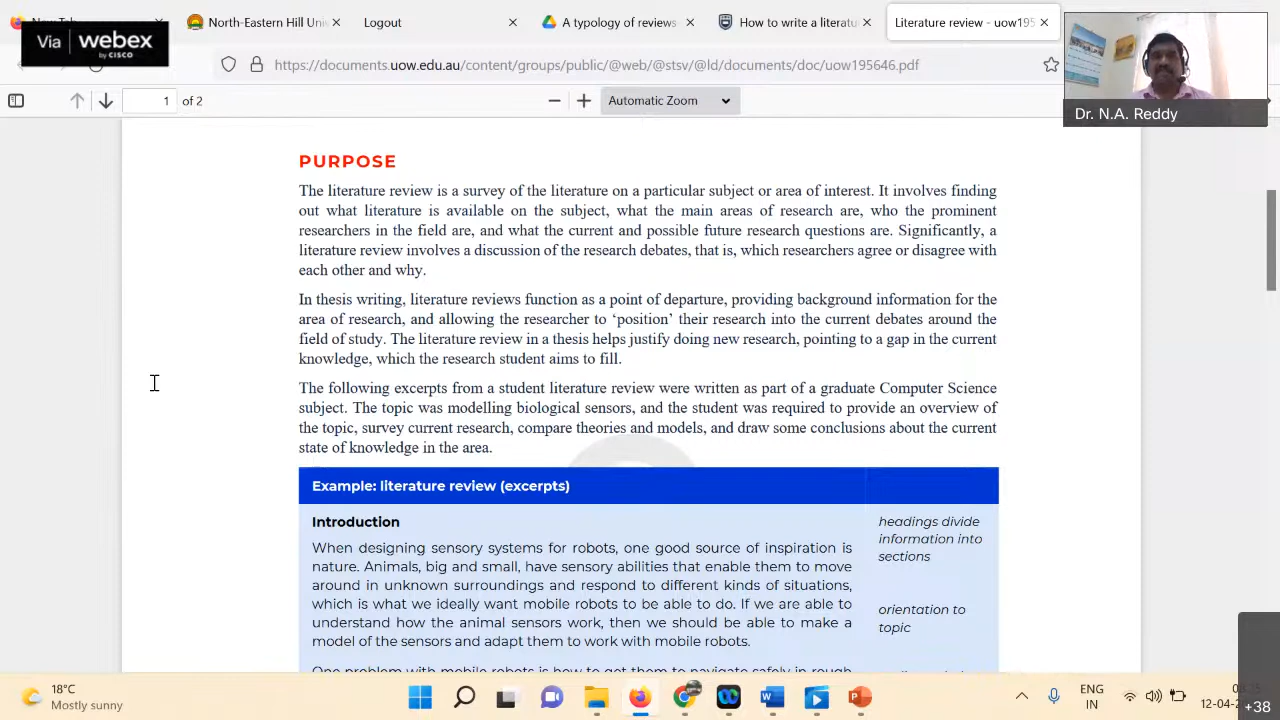 New Tab
North-Eastern Hill Uni
Logout
A typology of reviews
How to write a literatu
Literature review - uow195
Via webex
by CISCO
https://documents.uow.edu.au/content/groups/public/@web/@stsv/@ld/documents/doc/uow195646.pdf
1 of 2
Automatic Zoom
Dr. N.A. Reddy
PURPOSE
The literature review is a survey of the literature on a particular subject or area of interest. It involves finding
out what literature is available on the subject, what the main areas of research are, who the prominent
researchers in the field are, and what the current and possible future research questions are. Significantly, a
literature review involves a discussion of the research debates, that is, which researchers agree or disagree with
each other and why.
In thesis writing, literature reviews function as a point of departure, providing background information for the
area of research, and allowing the researcher to ‘position’ their research into the current debates around the
field of study. The literature review in a thesis helps justify doing new research, pointing to a gap in the current
knowledge, which the research student aims to fill.
The following excerpts from a student literature review were written as part of a graduate Computer Science
subject. The topic was modelling biological sensors, and the student was required to provide an overview of
the topic, survey current research, compare theories and models, and draw some conclusions about the current
state of knowledge in the area.
Example: literature review (excerpts)
Introduction
When designing sensory systems for robots, one good source of inspiration is
nature. Animals, big and small, have sensory abilities that enable them to move
around in unknown surroundings and respond to different kinds of situations,
which is what we ideally want mobile robots to be able to do. If we are able to
understand how the animal sensors work, then we should be able to make a
model of the sensors and adapt them to work with mobile robots.
One problem with mobile robots is how to get them to navigate safely in rough
headings divide
information into
sections
orientation to
topic
18°C
Mostly sunny
ENG
IN
12-04-2
+38